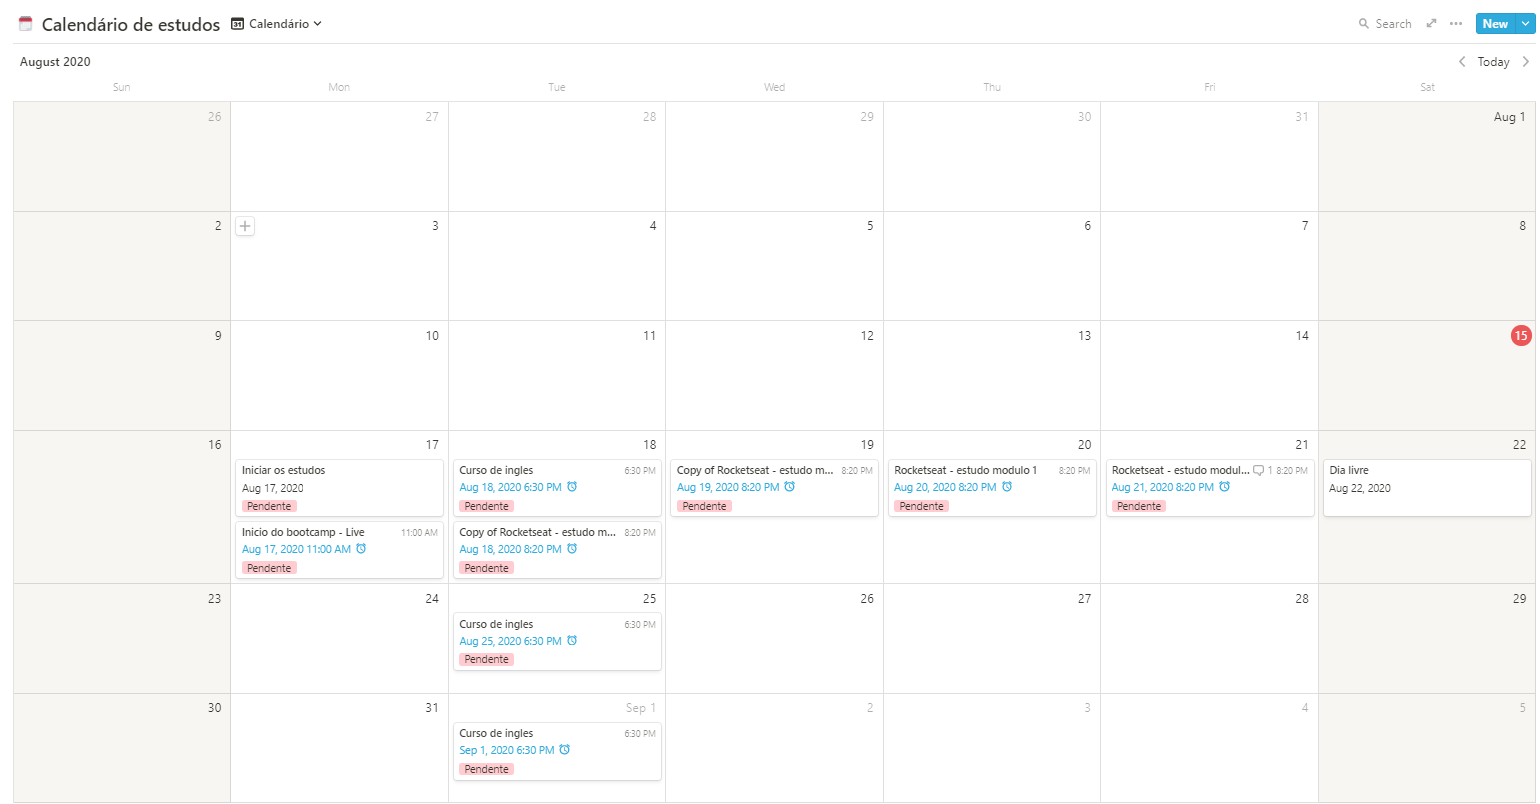 Calendário de estudos Calendário Search New
August 2020 Today
Sun Mon Tue Wed Thu Fri Sat
26 27 28 29 30 31 Aug 1
2 3 4 5 6 7 8
9 10 11 12 13 14 15
16 17 18 19 20 21 22
Iniciar os estudos
Aug 17, 2020
Pendente
Inicio do bootcamp - Live 11:00 AM
Aug 17, 2020 11:00 AM
Pendente
Curso de ingles 6:30 PM
Aug 18, 2020 6:30 PM
Pendente
Copy of Rocketseat - estudo m... 8:20 PM
Aug 18, 2020 8:20 PM
Pendente
Copy of Rocketseat - estudo m... 8:20 PM
Aug 19, 2020 8:20 PM
Pendente
Rocketseat - estudo modulo 1 8:20 PM
Aug 20, 2020 8:20 PM
Pendente
Rocketseat - estudo modul... 1 8:20 PM
Aug 21, 2020 8:20 PM
Pendente
Dia livre
Aug 22, 2020
23 24 25 26 27 28 29
Curso de ingles 6:30 PM
Aug 25, 2020 6:30 PM
Pendente
30 31 Sep 1 2 3 4 5
Curso de ingles 6:30 PM
Sep 1, 2020 6:30 PM
Pendente